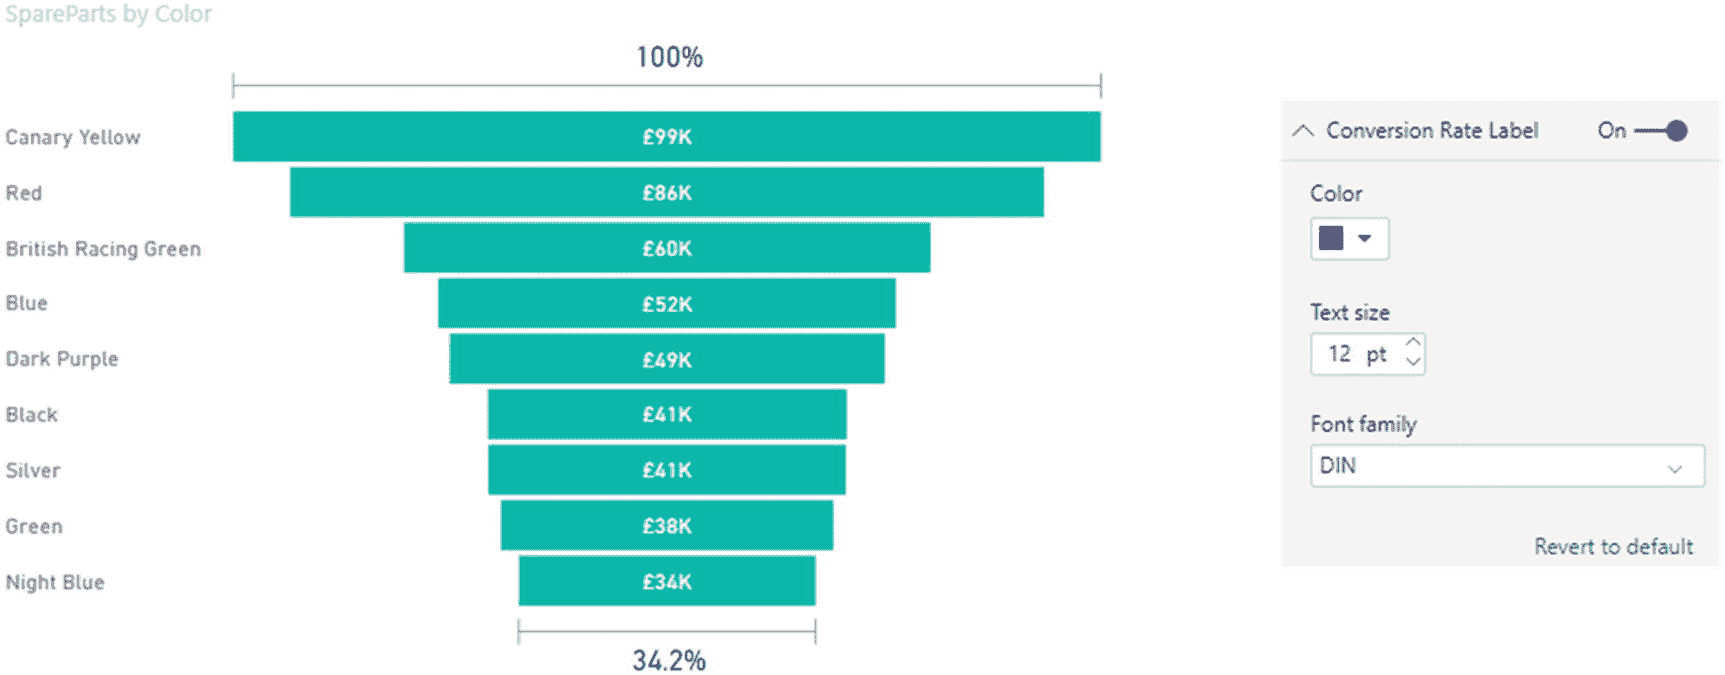 SpareParts by Color
100%
Canary Yellow £99K
Red £86K
British Racing Green £60K
Blue £52K
Dark Purple £49K
Black £41K
Silver £41K
Green £38K
Night Blue £34K
34.2%
Conversion Rate Label On
Color
Text size
12 pt
Font family
DIN
Revert to default